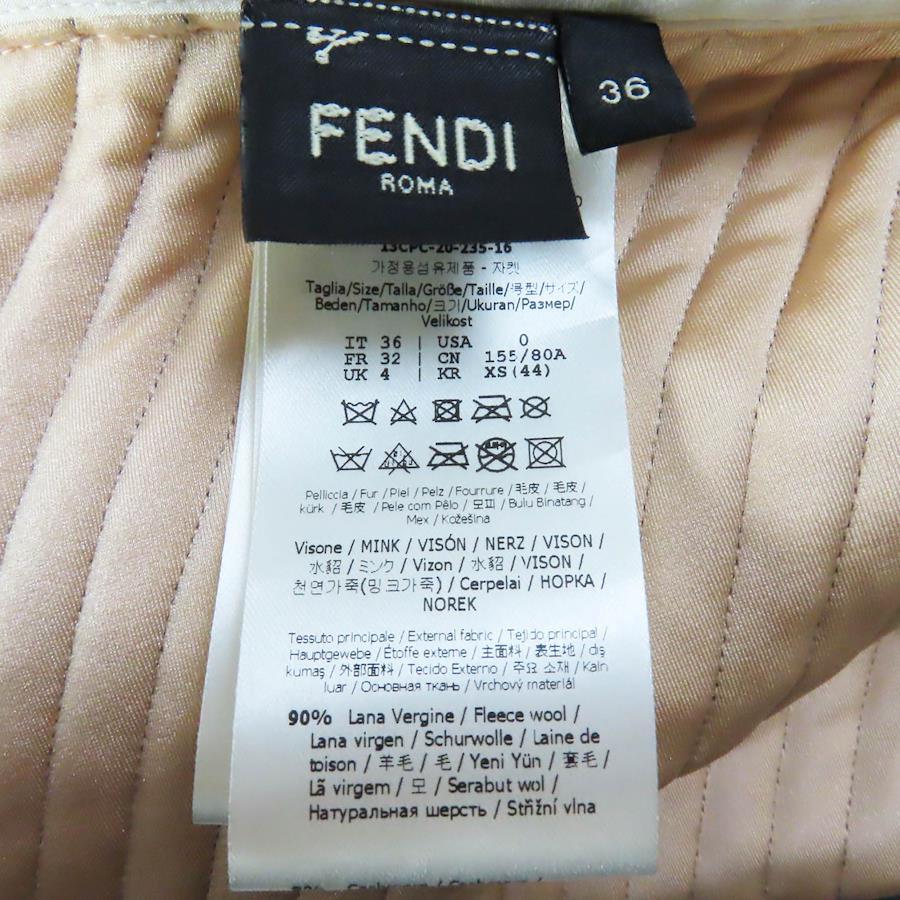 FENDI
ROMA
36
13CPC-20-235-16
가정용섬유제품 - 자켓
Taglia/Size/Talla/Größe/Taille/号型/サイズ/
Beden/Tamanho/크기/Ukuran/Размер/
Velikost
IT 36 | USA 0
FR 32 | CN 155/80A
UK 4 | KR XS(44)
Pelliccia / Fur / Piel / Pelz / Fourrure / 毛皮 / 毛皮 /
kürk / 毛皮 / Pele com Pêlo / 모피 / Bulu Binatang /
Mex / Kožešina
Visone / MINK / VISÓN / NERZ / VISON /
水貂 / ミンク / Vizon / 水貂 / VISON /
천연가죽(밍크가죽) / Cerpelai / НОРКА /
NOREK
Tessuto principale / External fabric / Tejido principal /
Hauptgewebe / Étoffe externe / 主面料 / 表生地 / dış
kumaş / 外部面料 / Tecido Externo / 주요 소재 / Kain
luar / Основная ткань / Vrchový materiál
90% Lana Vergine / Fleece wool /
Lana virgen / Schurwolle / Laine de
toison / 羊毛 / 毛 / Yeni Yün / 套毛 /
Lã virgem / 모 / Serabut wol /
Натуральная шерсть / Střižní vlna